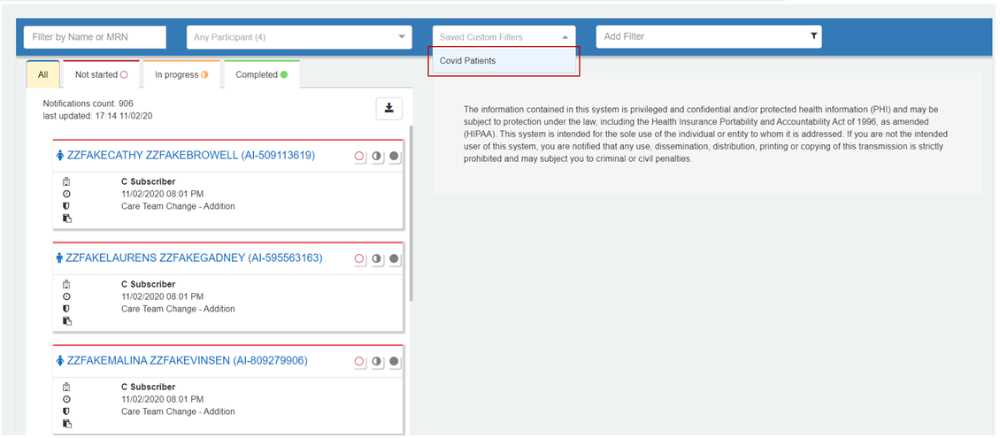 Filter by Name or MRN
Any Participant (4)
Saved Custom Filters
Add Filter
Covid Patients
All
Not started
In progress
Completed
Notifications count: 906
last updated: 17:14 11/02/20
ZZFAKECATHY ZZFAKEBROWELL (AI-509113619)
C Subscriber
11/02/2020 08:01 PM
Care Team Change - Addition
ZZFAKELAURENS ZZFAKEGADNEY (AI-595563163)
C Subscriber
11/02/2020 08:01 PM
Care Team Change - Addition
ZZFAKEMALINA ZZFAKEVINSEN (AI-809279906)
C Subscriber
11/02/2020 08:01 PM
Care Team Change - Addition
The information contained in this system is privileged and confidential and/or protected health information (PHI) and may be
subject to protection under the law, including the Health Insurance Portability and Accountability Act of 1996, as amended
(HIPAA). This system is intended for the sole use of the individual or entity to whom it is addressed. If you are not the intended
user of this system, you are notified that any use, dissemination, distribution, printing or copying of this transmission is strictly
prohibited and may subject you to criminal or civil penalties.